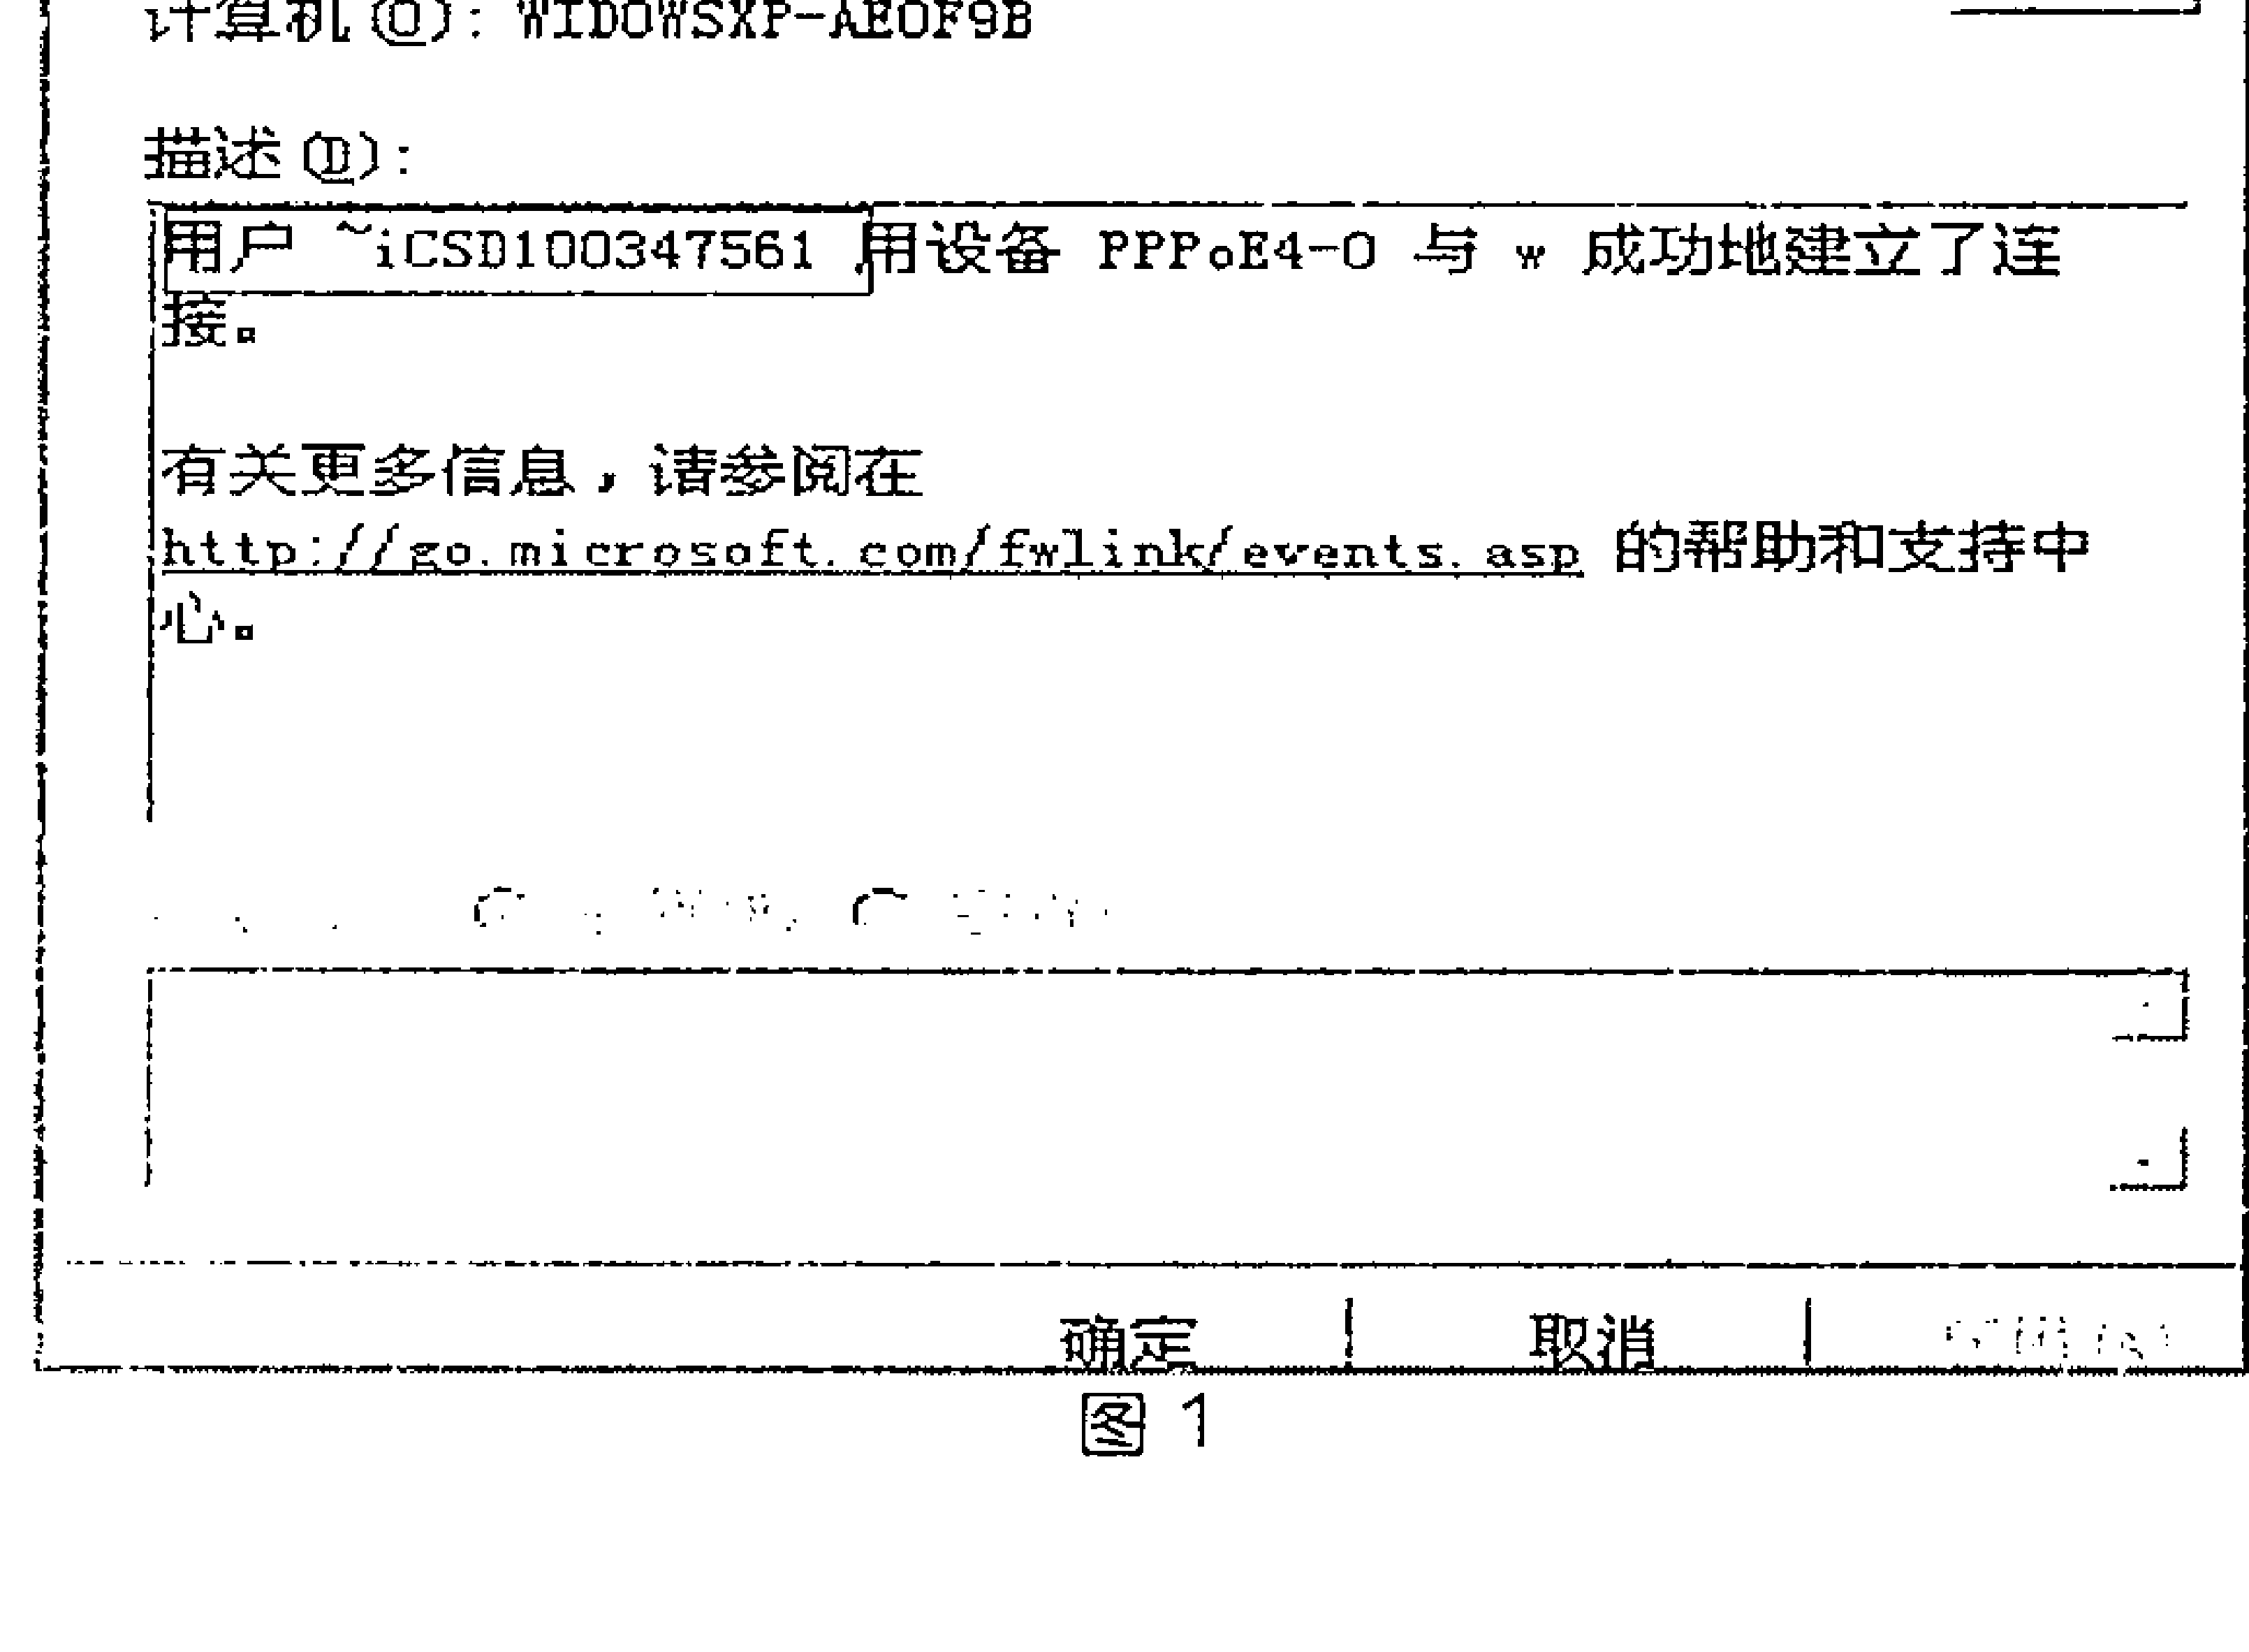 计算机(O): WIDOWSXP-AE0F9B
描述(D):
用户 ~iCSD100347561 用设备 PPPoE4-0 与 w 成功地建立了连
接。
有关更多信息，请参阅在
http://go.microsoft.com/fwlink/events.asp 的帮助和支持中
心。
确定 取消
图 1